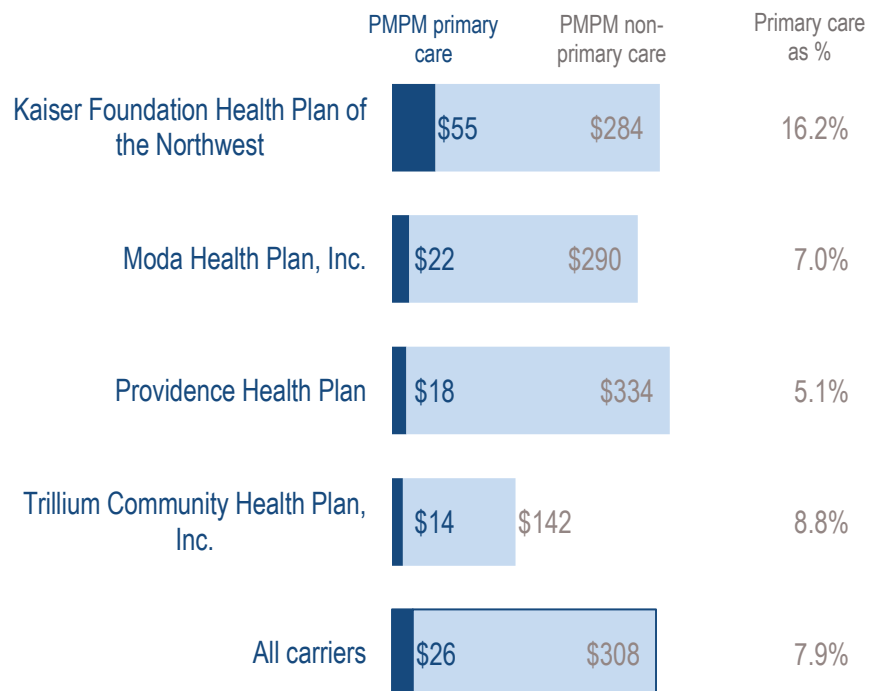 PMPM primary care
PMPM non-primary care
Primary care as %
Kaiser Foundation Health Plan of
the Northwest
$55 $284 16.2%
Moda Health Plan, Inc. $22 $290 7.0%
Providence Health Plan $18 $334 5.1%
Trillium Community Health Plan,
Inc.
$14 $142 8.8%
All carriers $26 $308 7.9%